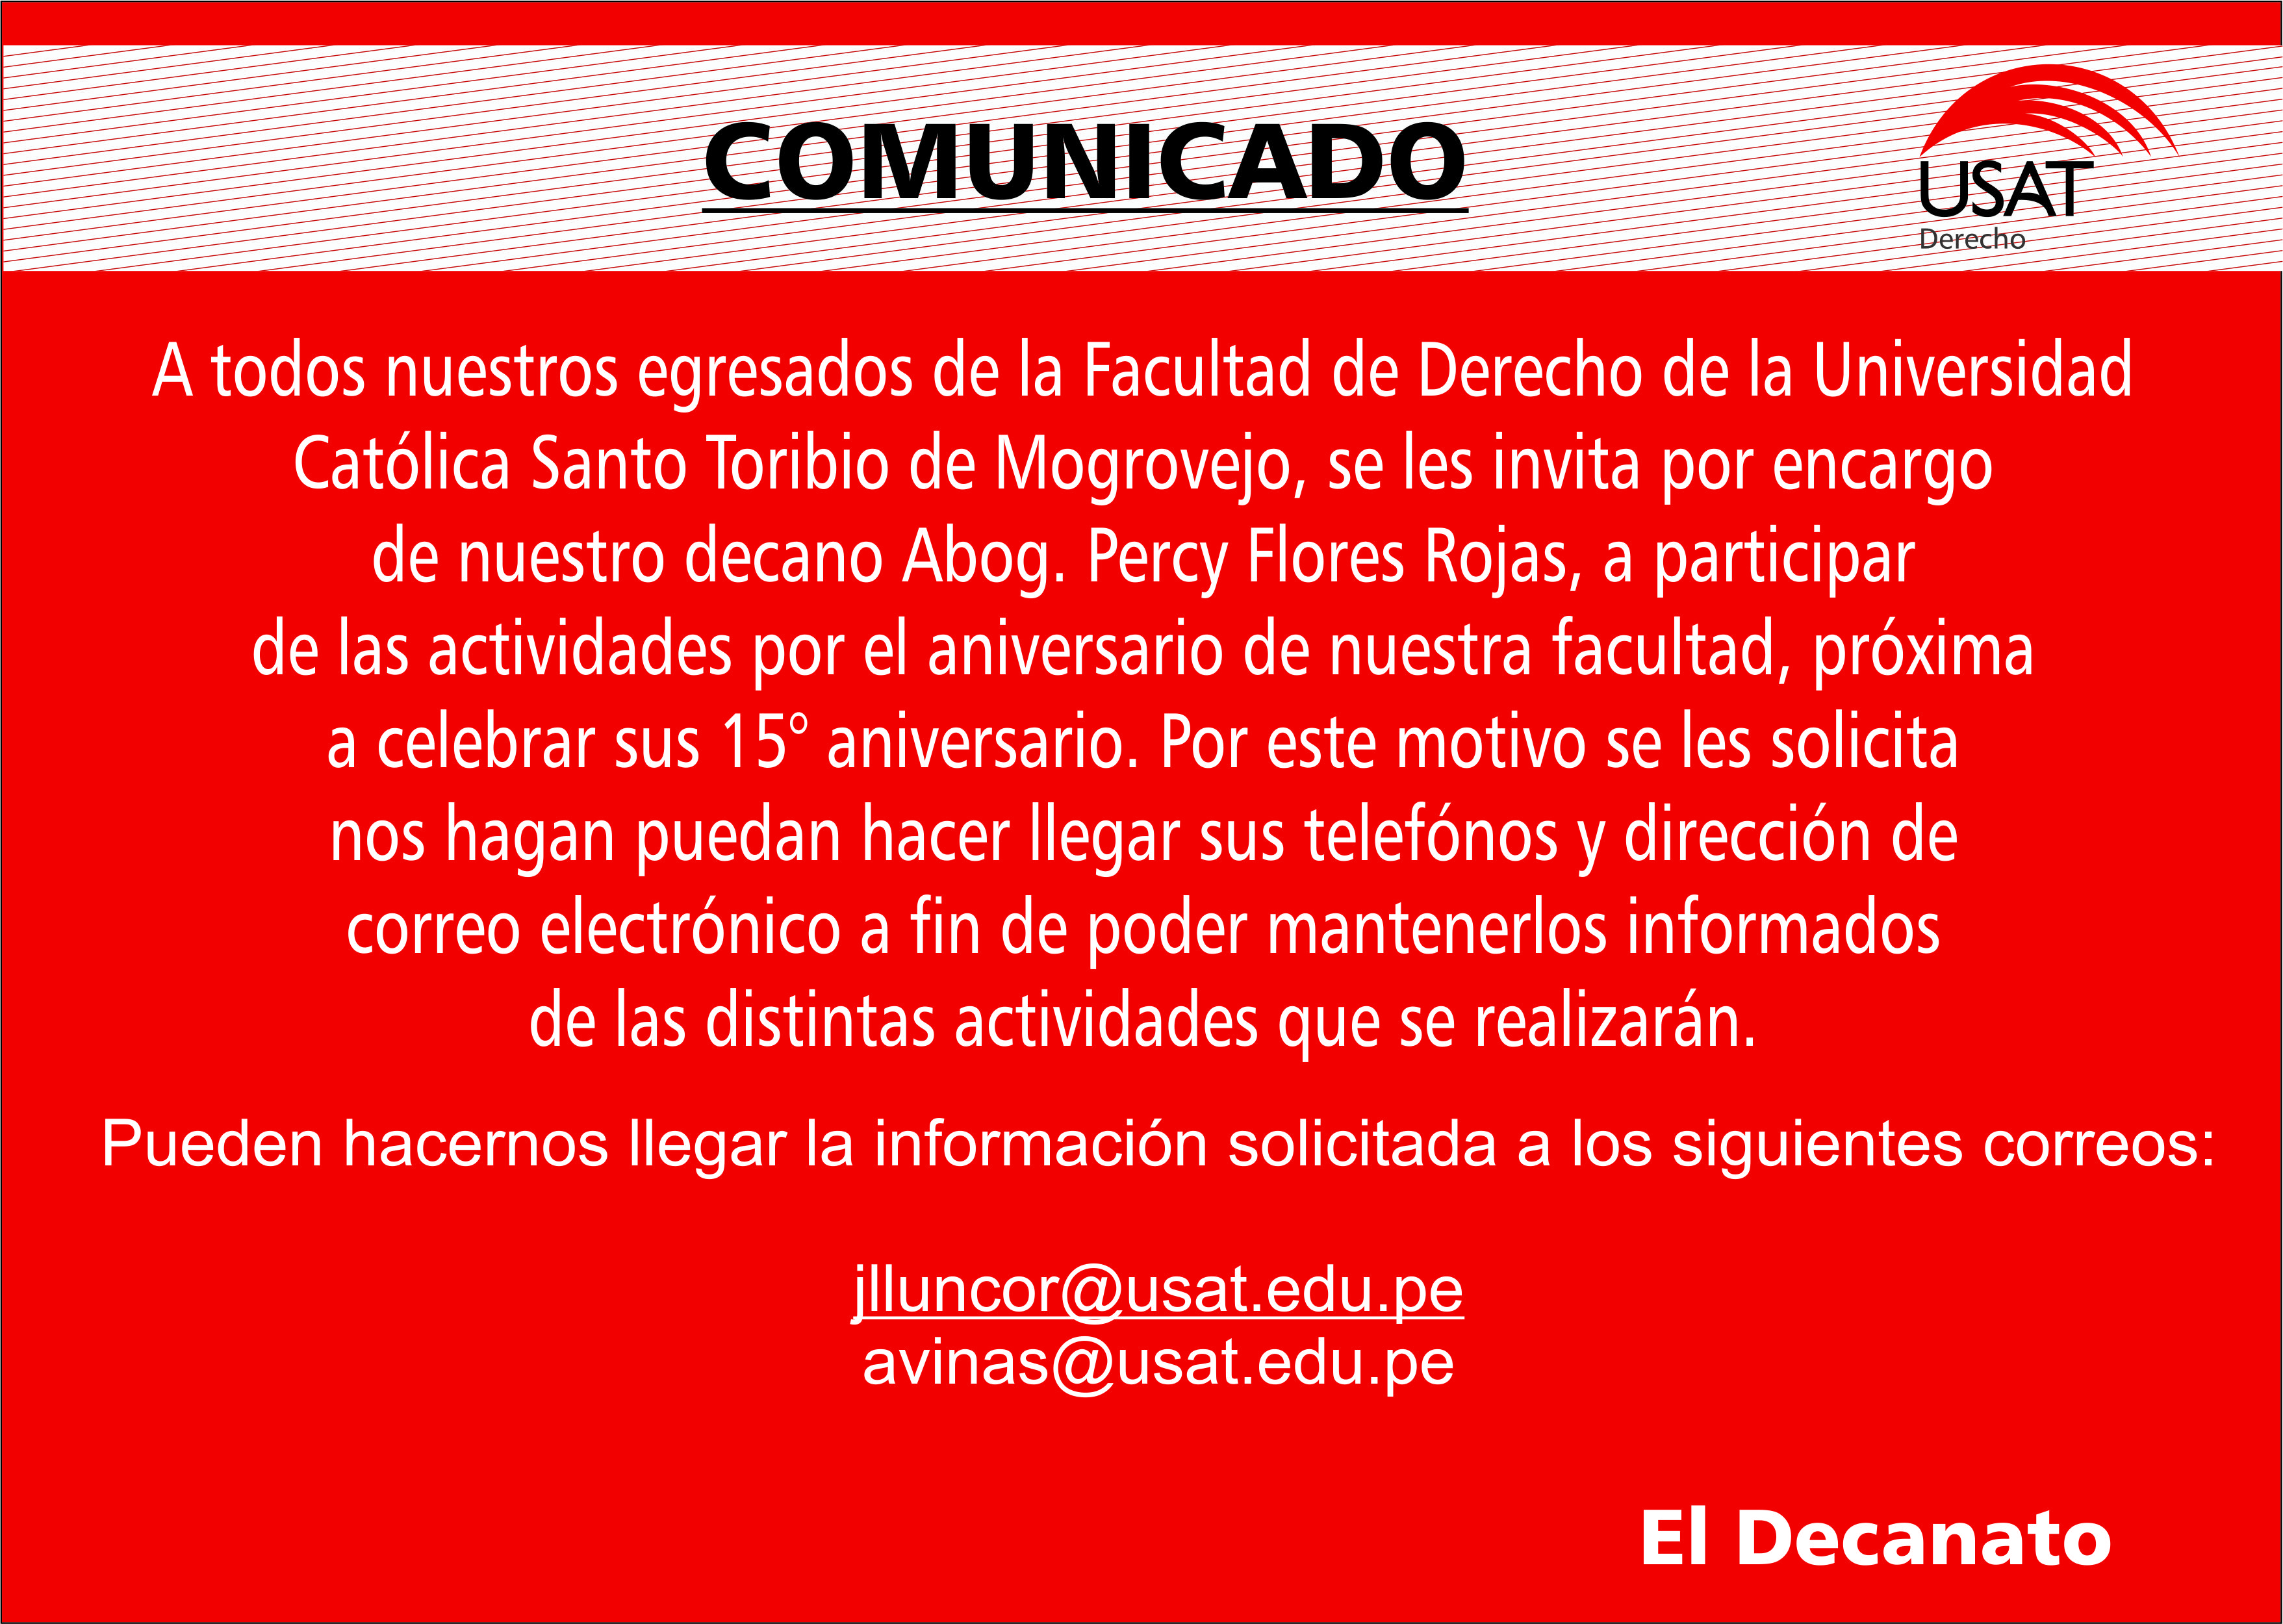 COMUNICADO
USAT
Derecho
A todos nuestros egresados de la Facultad de Derecho de la Universidad
Católica Santo Toribio de Mogrovejo, se les invita por encargo
de nuestro decano Abog. Percy Flores Rojas, a participar
de las actividades por el aniversario de nuestra facultad, próxima
a celebrar sus 15° aniversario. Por este motivo se les solicita
nos hagan puedan hacer llegar sus telefónos y dirección de
correo electrónico a fin de poder mantenerlos informados
de las distintas actividades que se realizarán.
Pueden hacernos llegar la información solicitada a los siguientes correos:
jlluncor@usat.edu.pe
avinas@usat.edu.pe
El Decanato